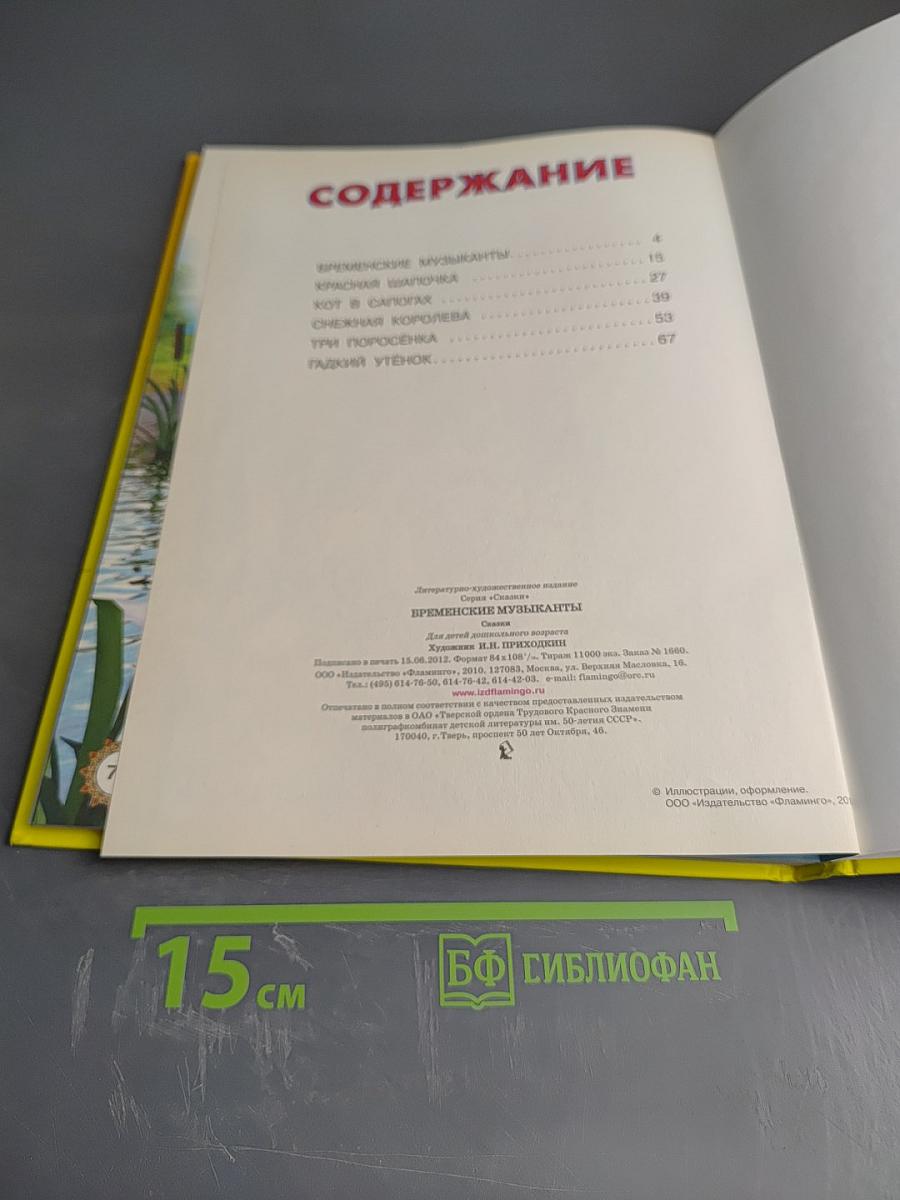 СОДЕРЖАНИЕ
БРЕМЕНСКИЕ МУЗЫКАНТЫ 4
КРАСНАЯ ШАПОЧКА 15
КОТ В САПОГАХ 27
СНЕЖНАЯ КОРОЛЕВА 39
ТРИ ПОРОСЁНКА 53
ГАДКИЙ УТЁНОК 67
Литературно-художественное издание
Серия «Сказки»
БРЕМЕНСКИЕ МУЗЫКАНТЫ
Сказки
Для детей дошкольного возраста
Художник И.Н. ПРИХОДКИН
Подписано в печать 15.06.2012. Формат 84 х 108 Тираж 11000 экз. Заказ № 1660.
ООО «Издательство «Фламинго», 2010. 127083, Москва, ул. Верхняя Масловка, 16.
Тел.: (495) 614-76-50, 614-76-42, 614-42-03. e-mail: flamingo@orc.ru
www.izdflamingo.ru
Отпечатано в полном соответствии с качеством предоставленных издательством
материалов в ОАО «Тверской ордена Трудового Красного Знамени
полиграфкомбинат детской литературы им. 50-летия СССР».
170040, г. Тверь, проспект 50 лет Октября, 46.
© Иллюстрации, оформление.
ООО «Издательство «Фламинго»,
7
15 см
БФ БИБЛИОФАН